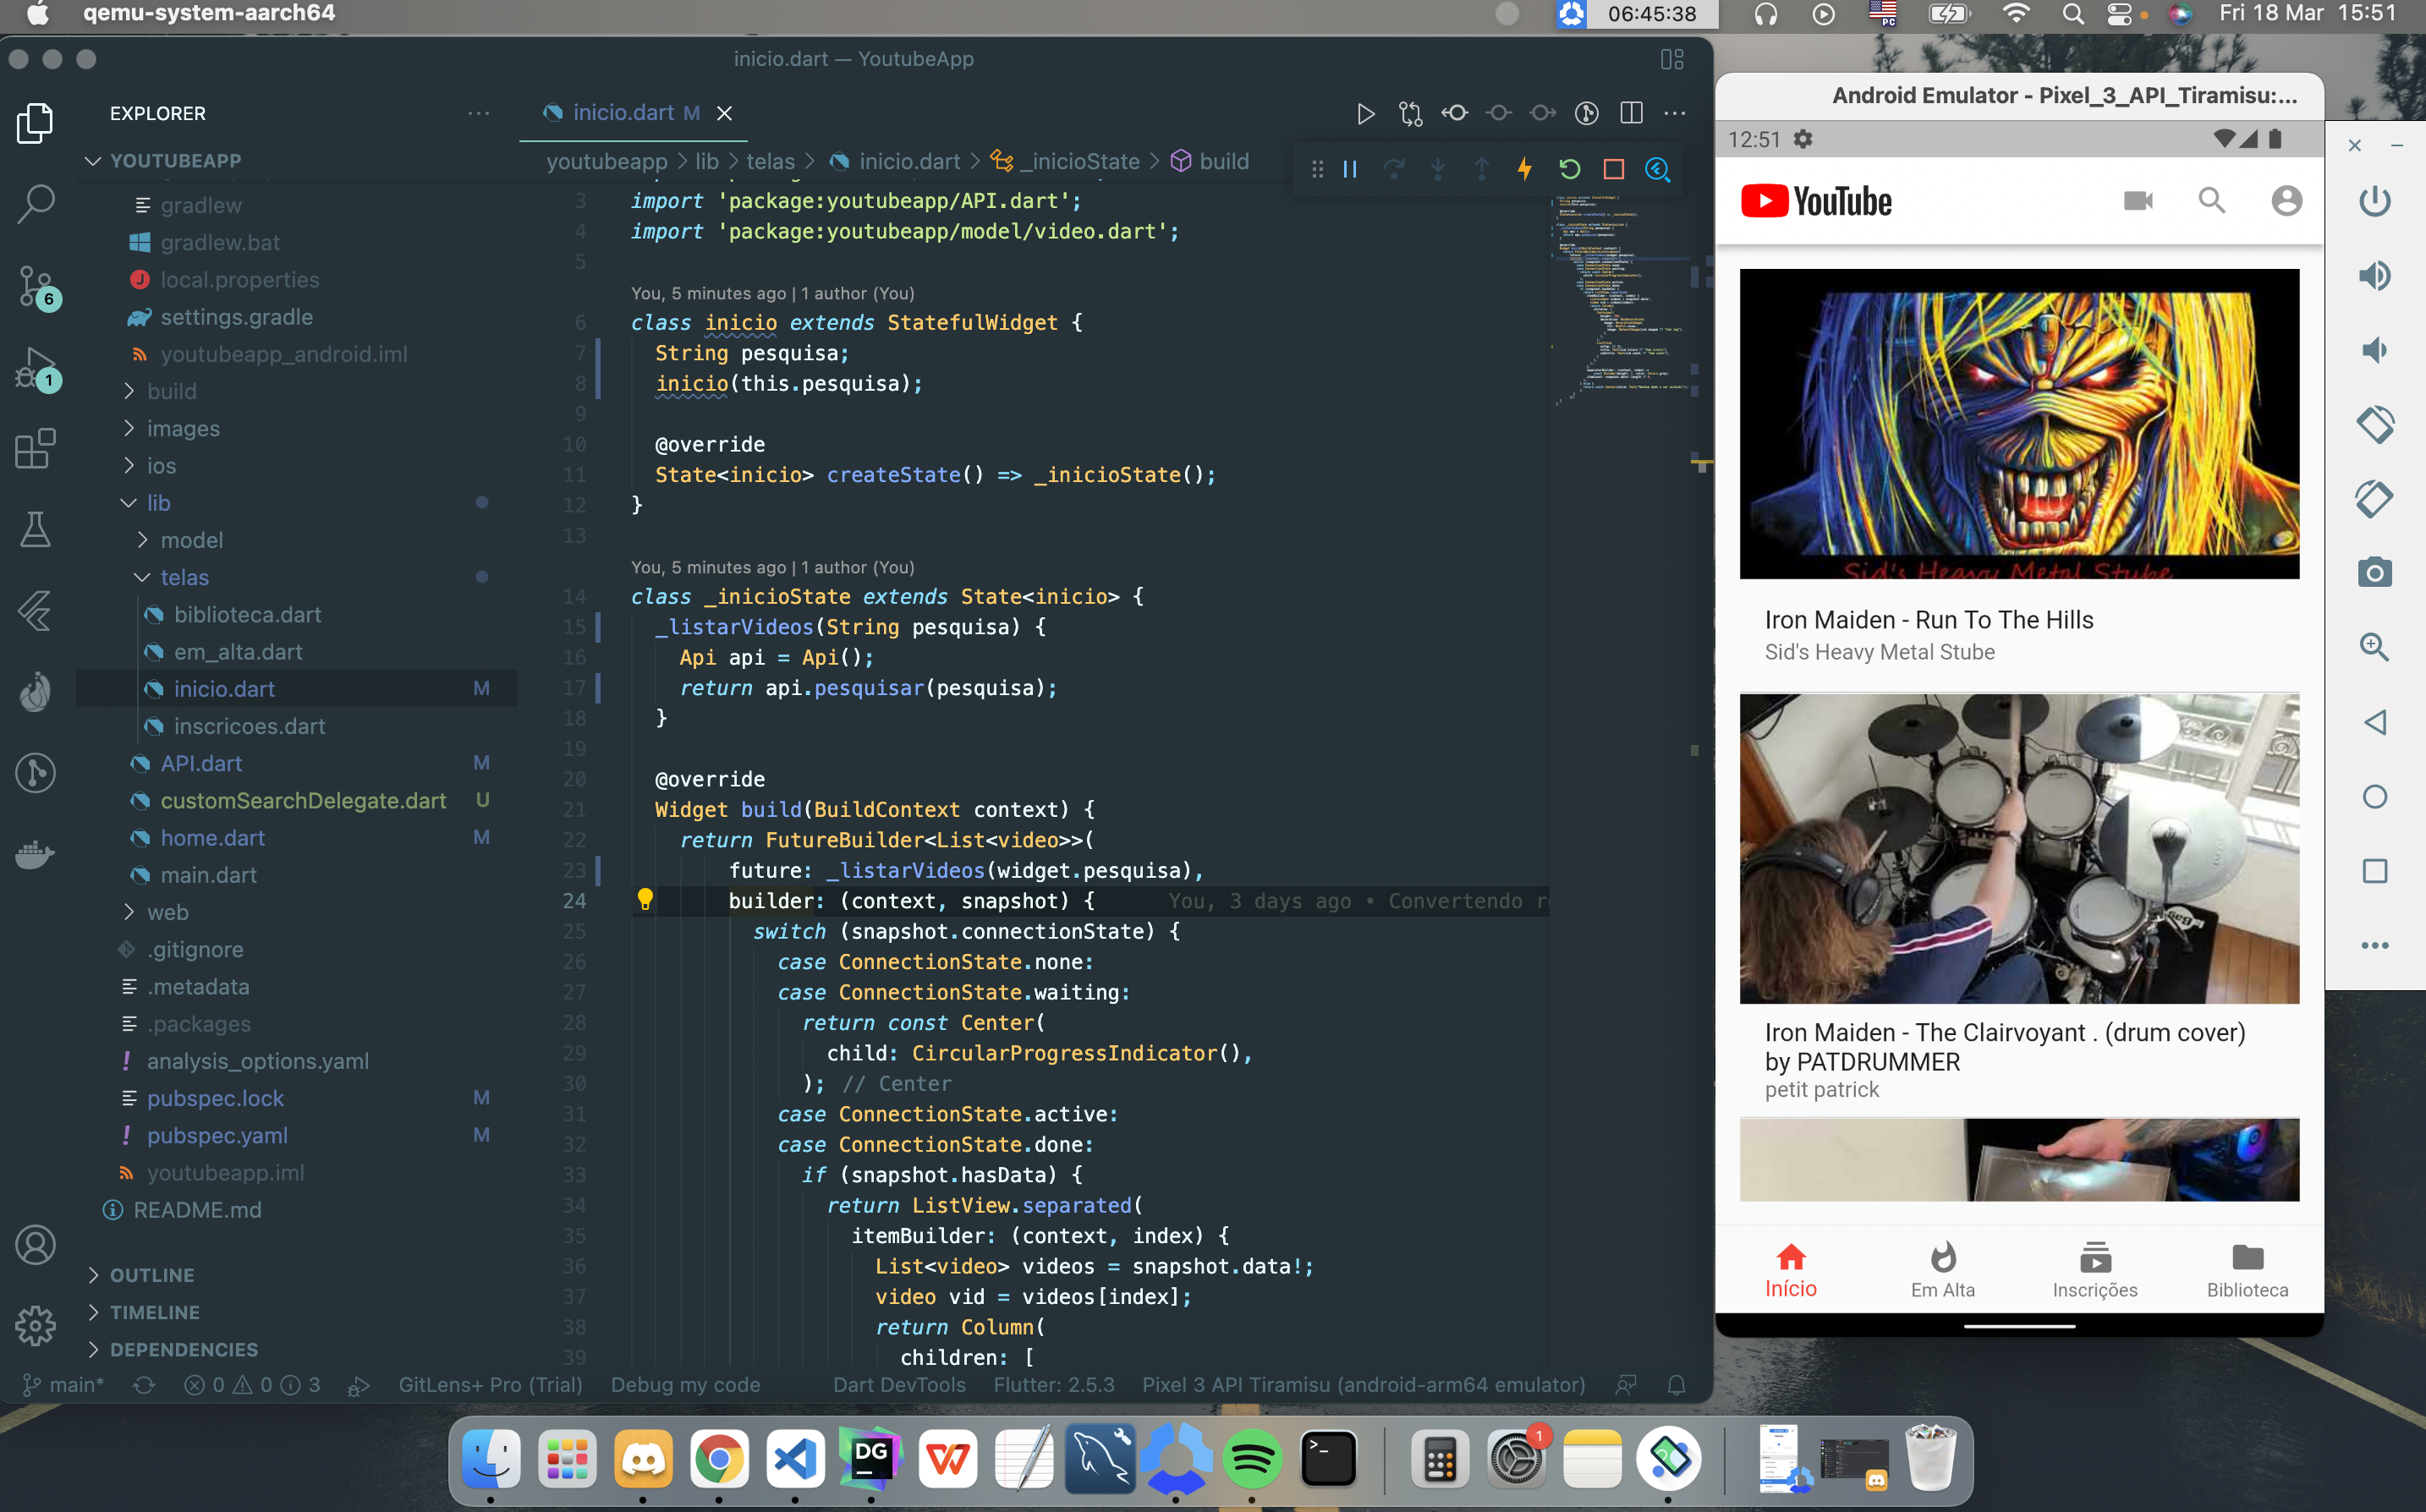 qemu-system-aarch64
06:45:38
PC
Fri 18 Mar 15:51
inicio.dart — YoutubeApp
EXPLORER
YOUTUBEAPP
gradlew
gradlew.bat
local.properties
settings.gradle
youtubeapp_android.iml
build
images
ios
lib
model
telas
biblioteca.dart
em_alta.dart
inicio.dart M
inscricoes.dart
API.dart M
customSearchDelegate.dart U
home.dart M
main.dart
web
.gitignore
.metadata
.packages
analysis_options.yaml
pubspec.lock M
pubspec.yaml M
youtubeapp.iml
README.md
OUTLINE
TIMELINE
DEPENDENCIES
6
1
inicio.dart M
youtubeapp > lib > telas > inicio.dart > _inicioState > build
3 import 'package:youtubeapp/API.dart';
4 import 'package:youtubeapp/model/video.dart';
5
You, 5 minutes ago | 1 author (You)
6 class inicio extends StatefulWidget {
7 String pesquisa;
8 inicio(this.pesquisa);
9
10 @override
11 State<inicio> createState() => _inicioState();
12 }
13
You, 5 minutes ago | 1 author (You)
14 class _inicioState extends State<inicio> {
15 _listarVideos(String pesquisa) {
16 Api api = Api();
17 return api.pesquisar(pesquisa);
18 }
19
20 @override
21 Widget build(BuildContext context) {
22 return FutureBuilder<List<video>>(
23 future: _listarVideos(widget.pesquisa),
24 builder: (context, snapshot) { You, 3 days ago • Convertendo
25 switch (snapshot.connectionState) {
26 case ConnectionState.none:
27 case ConnectionState.waiting:
28 return const Center(
29 child: CircularProgressIndicator(),
30 ); // Center
31 case ConnectionState.active:
32 case ConnectionState.done:
33 if (snapshot.hasData) {
34 return ListView.separated(
35 itemBuilder: (context, index) {
36 List<video> videos = snapshot.data!;
37 video vid = videos[index];
38 return Column(
39 children: [
main* 0 0 3 GitLens+ Pro (Trial) Debug my code Dart DevTools Flutter: 2.5.3 Pixel 3 API Tiramisu (android-arm64 emulator)
Android Emulator - Pixel_3_API_Tiramisu:...
12:51
YouTube
Sid's Heavy Metal Stube
Iron Maiden - Run To The Hills
Sid's Heavy Metal Stube
Iron Maiden - The Clairvoyant . (drum cover)
by PATDRUMMER
petit patrick
Início
Em Alta
Inscrições
Biblioteca
DG
1